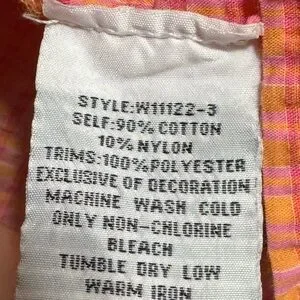 STYLE:W11122-3
SELF:90% COTTON
10% NYLON
TRIMS:100% POLYESTER
EXCLUSIVE OF DECORATION
MACHINE WASH COLD
ONLY NON-CHLORINE
BLEACH
TUMBLE DRY LOW
WARM IRON